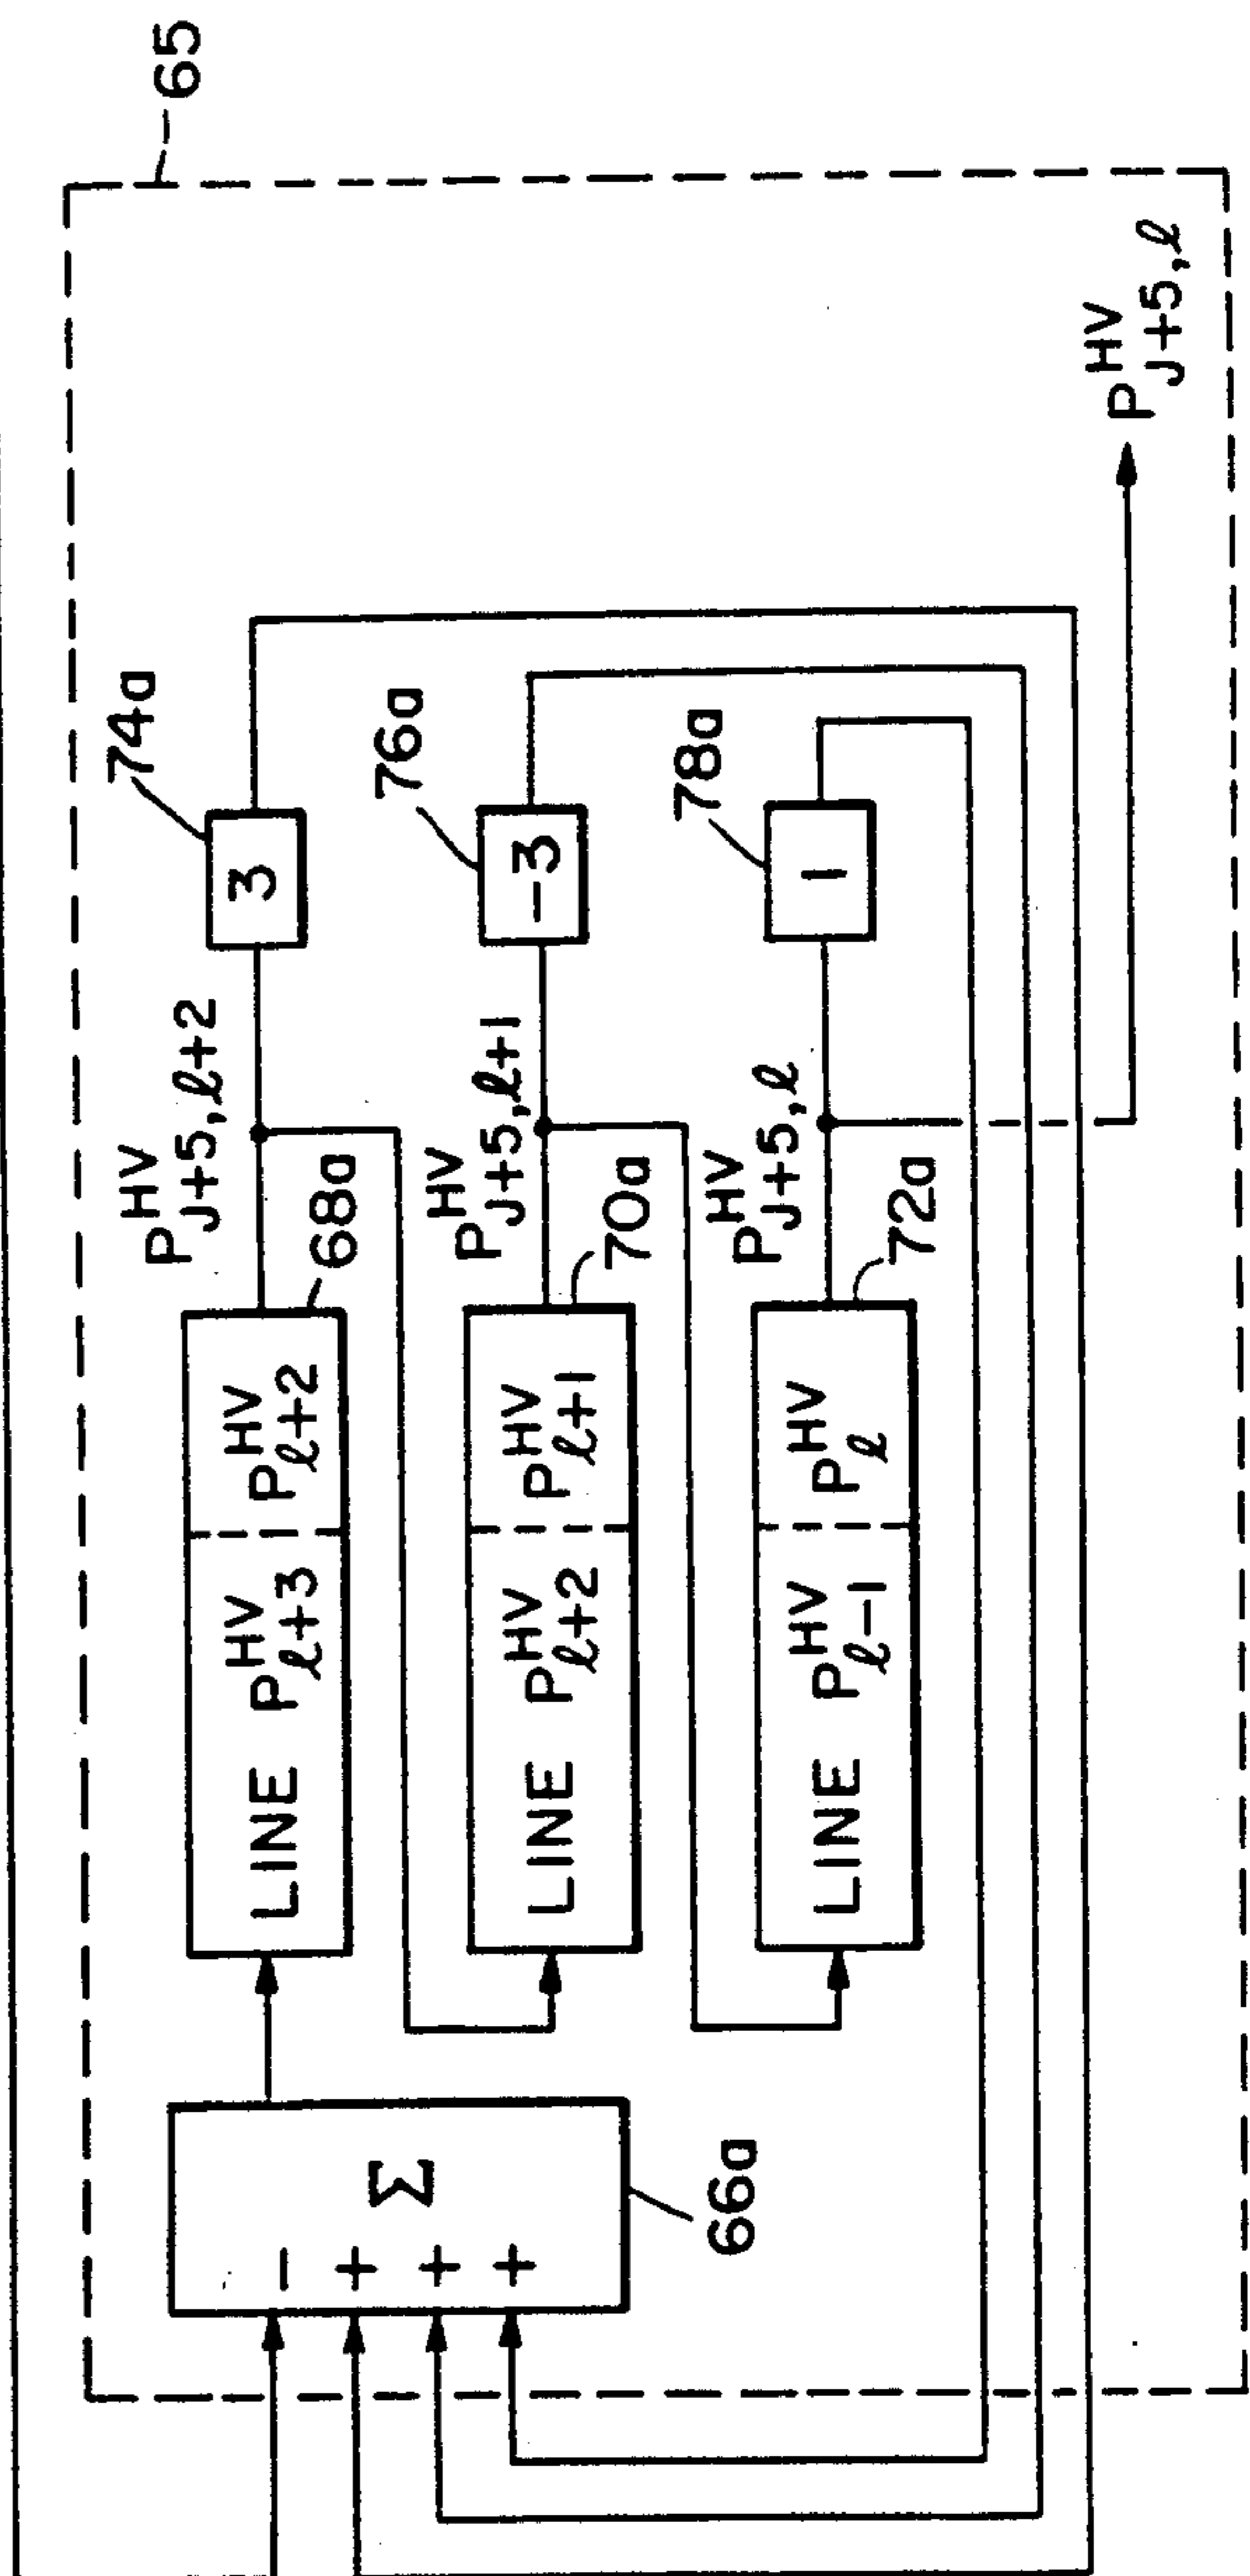 65
74a
3
P^HV_J+5,ℓ+2
68a
LINE P^HV_ℓ+3 P^HV_ℓ+2
76a
-3
P^HV_J+5,ℓ+1
70a
LINE P^HV_ℓ+2 P^HV_ℓ+1
78a
1
P^HV_J+5,ℓ
72a
LINE P^HV_ℓ-1 P^HV_ℓ
P^HV_J+5,ℓ
Σ
-
+
+
+
66a